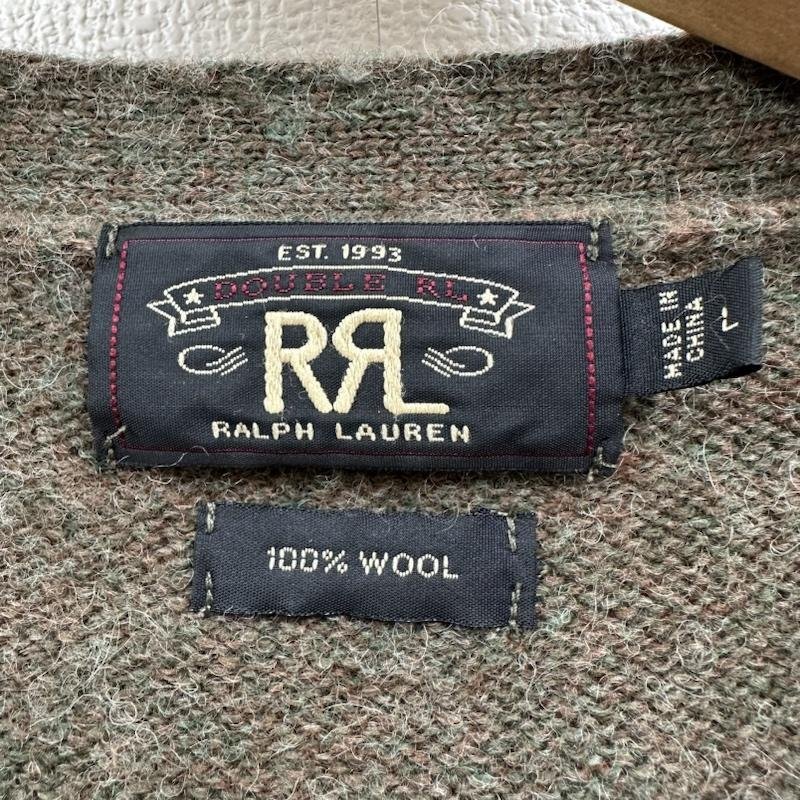 EST. 1993
DOUBLE RL
RRL
RALPH LAUREN
MADE IN
CHINA
L
100% WOOL